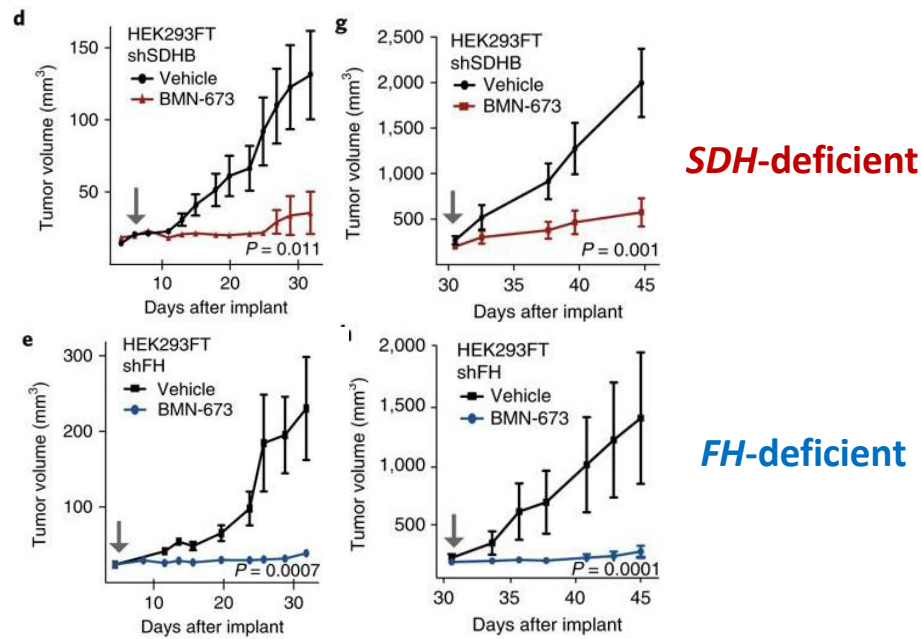 d
HEK293FT
shSDHB
Vehicle
BMN-673
Tumor volume (mm³)
150
100
50
P = 0.011
10
20
30
Days after implant
g
HEK293FT
shSDHB
Vehicle
BMN-673
Tumor volume (mm³)
2,500
2,000
1,500
1,000
500
P = 0.001
30
35
40
45
Days after implant
SDH-deficient
e
HEK293FT
shFH
Vehicle
BMN-673
Tumor volume (mm³)
300
200
100
P = 0.0007
10
20
30
Days after implant
HEK293FT
shFH
Vehicle
BMN-673
Tumor volume (mm³)
2,000
1,500
1,000
500
P = 0.0001
30
35
40
45
Days after implant
FH-deficient